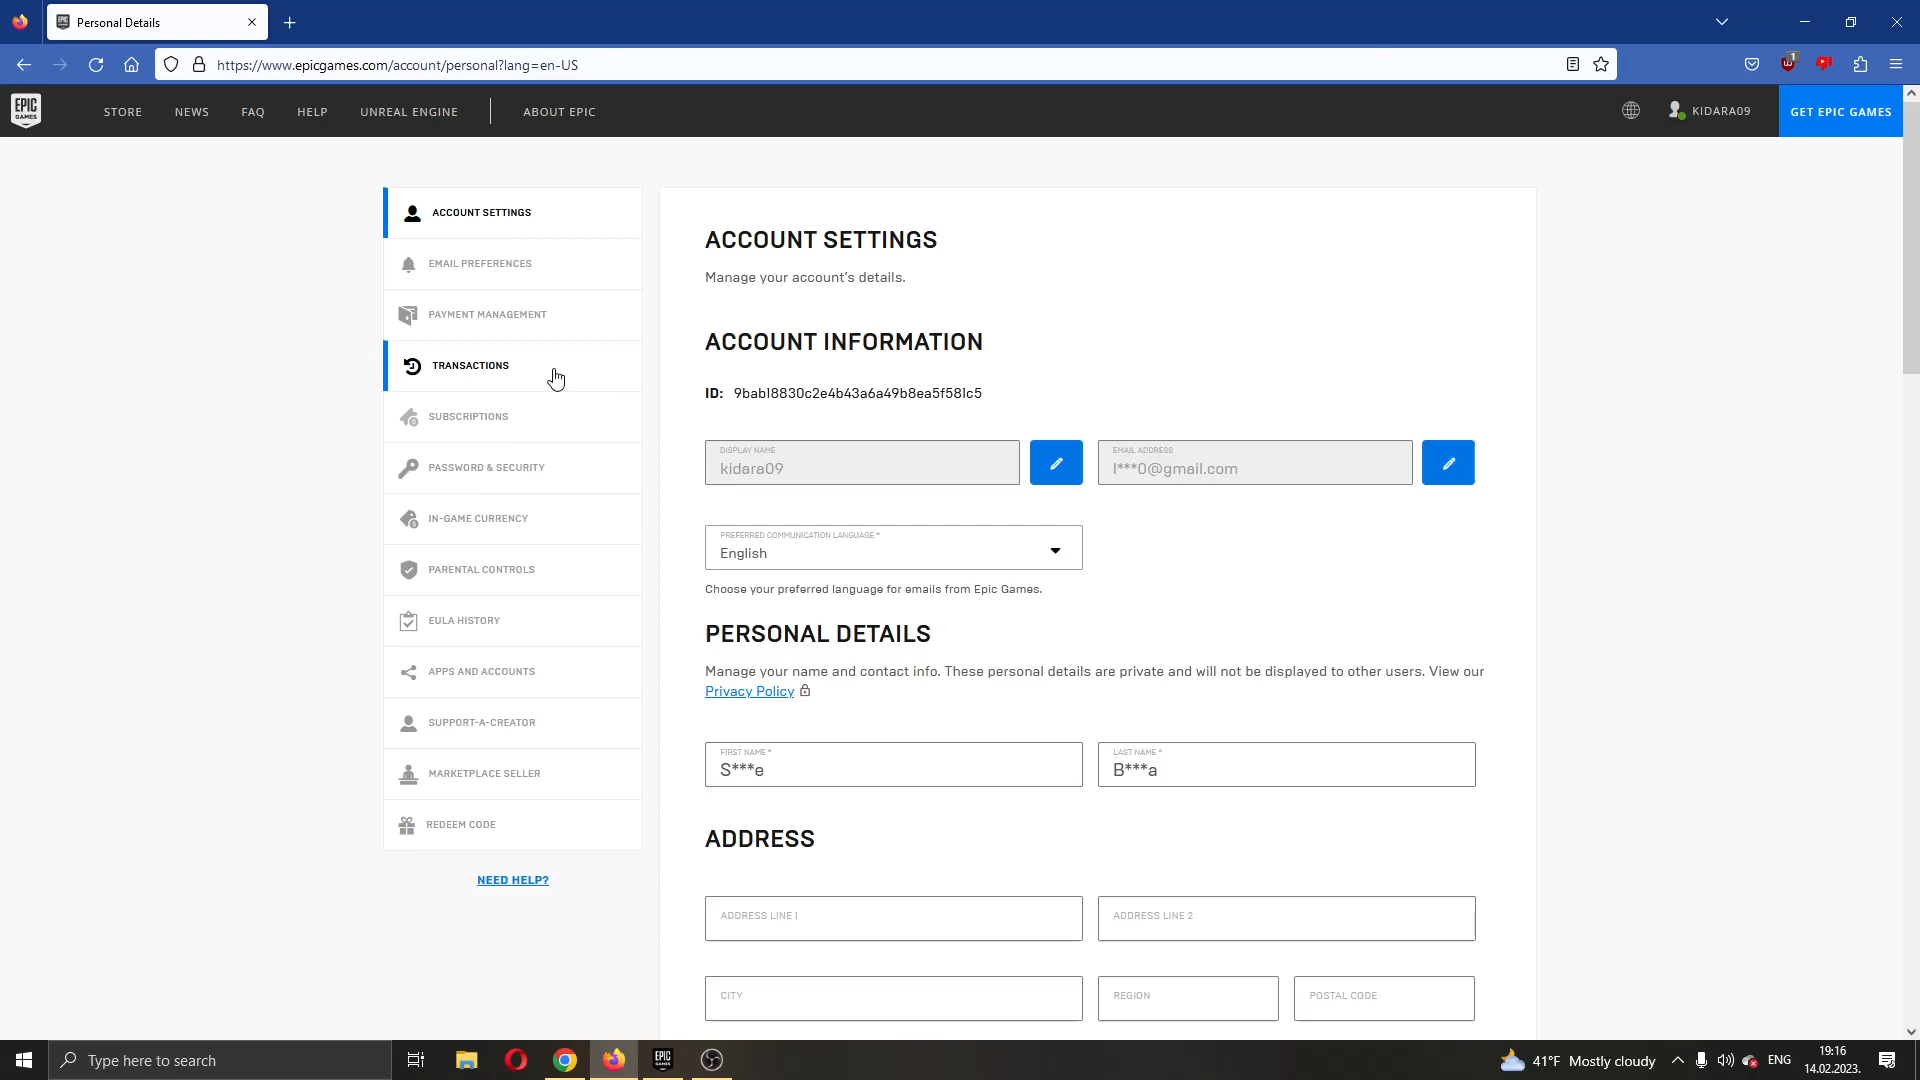 Personal Details
https://www.epicgames.com/account/personal?lang=en-US
1
EPIC GAMES
STORE
NEWS
FAQ
HELP
UNREAL ENGINE
ABOUT EPIC
KIDARA09
GET EPIC GAMES
ACCOUNT SETTINGS
EMAIL PREFERENCES
PAYMENT MANAGEMENT
TRANSACTIONS
SUBSCRIPTIONS
PASSWORD & SECURITY
IN-GAME CURRENCY
PARENTAL CONTROLS
EULA HISTORY
APPS AND ACCOUNTS
SUPPORT-A-CREATOR
MARKETPLACE SELLER
REDEEM CODE
NEED HELP?
ACCOUNT SETTINGS
Manage your account's details.
ACCOUNT INFORMATION
ID: 9bab18830c2e4b43a6a49b8ea5f581c5
DISPLAY NAME
kidara09
EMAIL ADDRESS
l***0@gmail.com
PREFERRED COMMUNICATION LANGUAGE *
English
Choose your preferred language for emails from Epic Games.
PERSONAL DETAILS
Manage your name and contact info. These personal details are private and will not be displayed to other users. View our
Privacy Policy
FIRST NAME *
S***e
LAST NAME *
B***a
ADDRESS
ADDRESS LINE 1
ADDRESS LINE 2
CITY
REGION
POSTAL CODE
Type here to search
EPIC GAMES
41°F Mostly cloudy
ENG
19:16
14.02.2023.